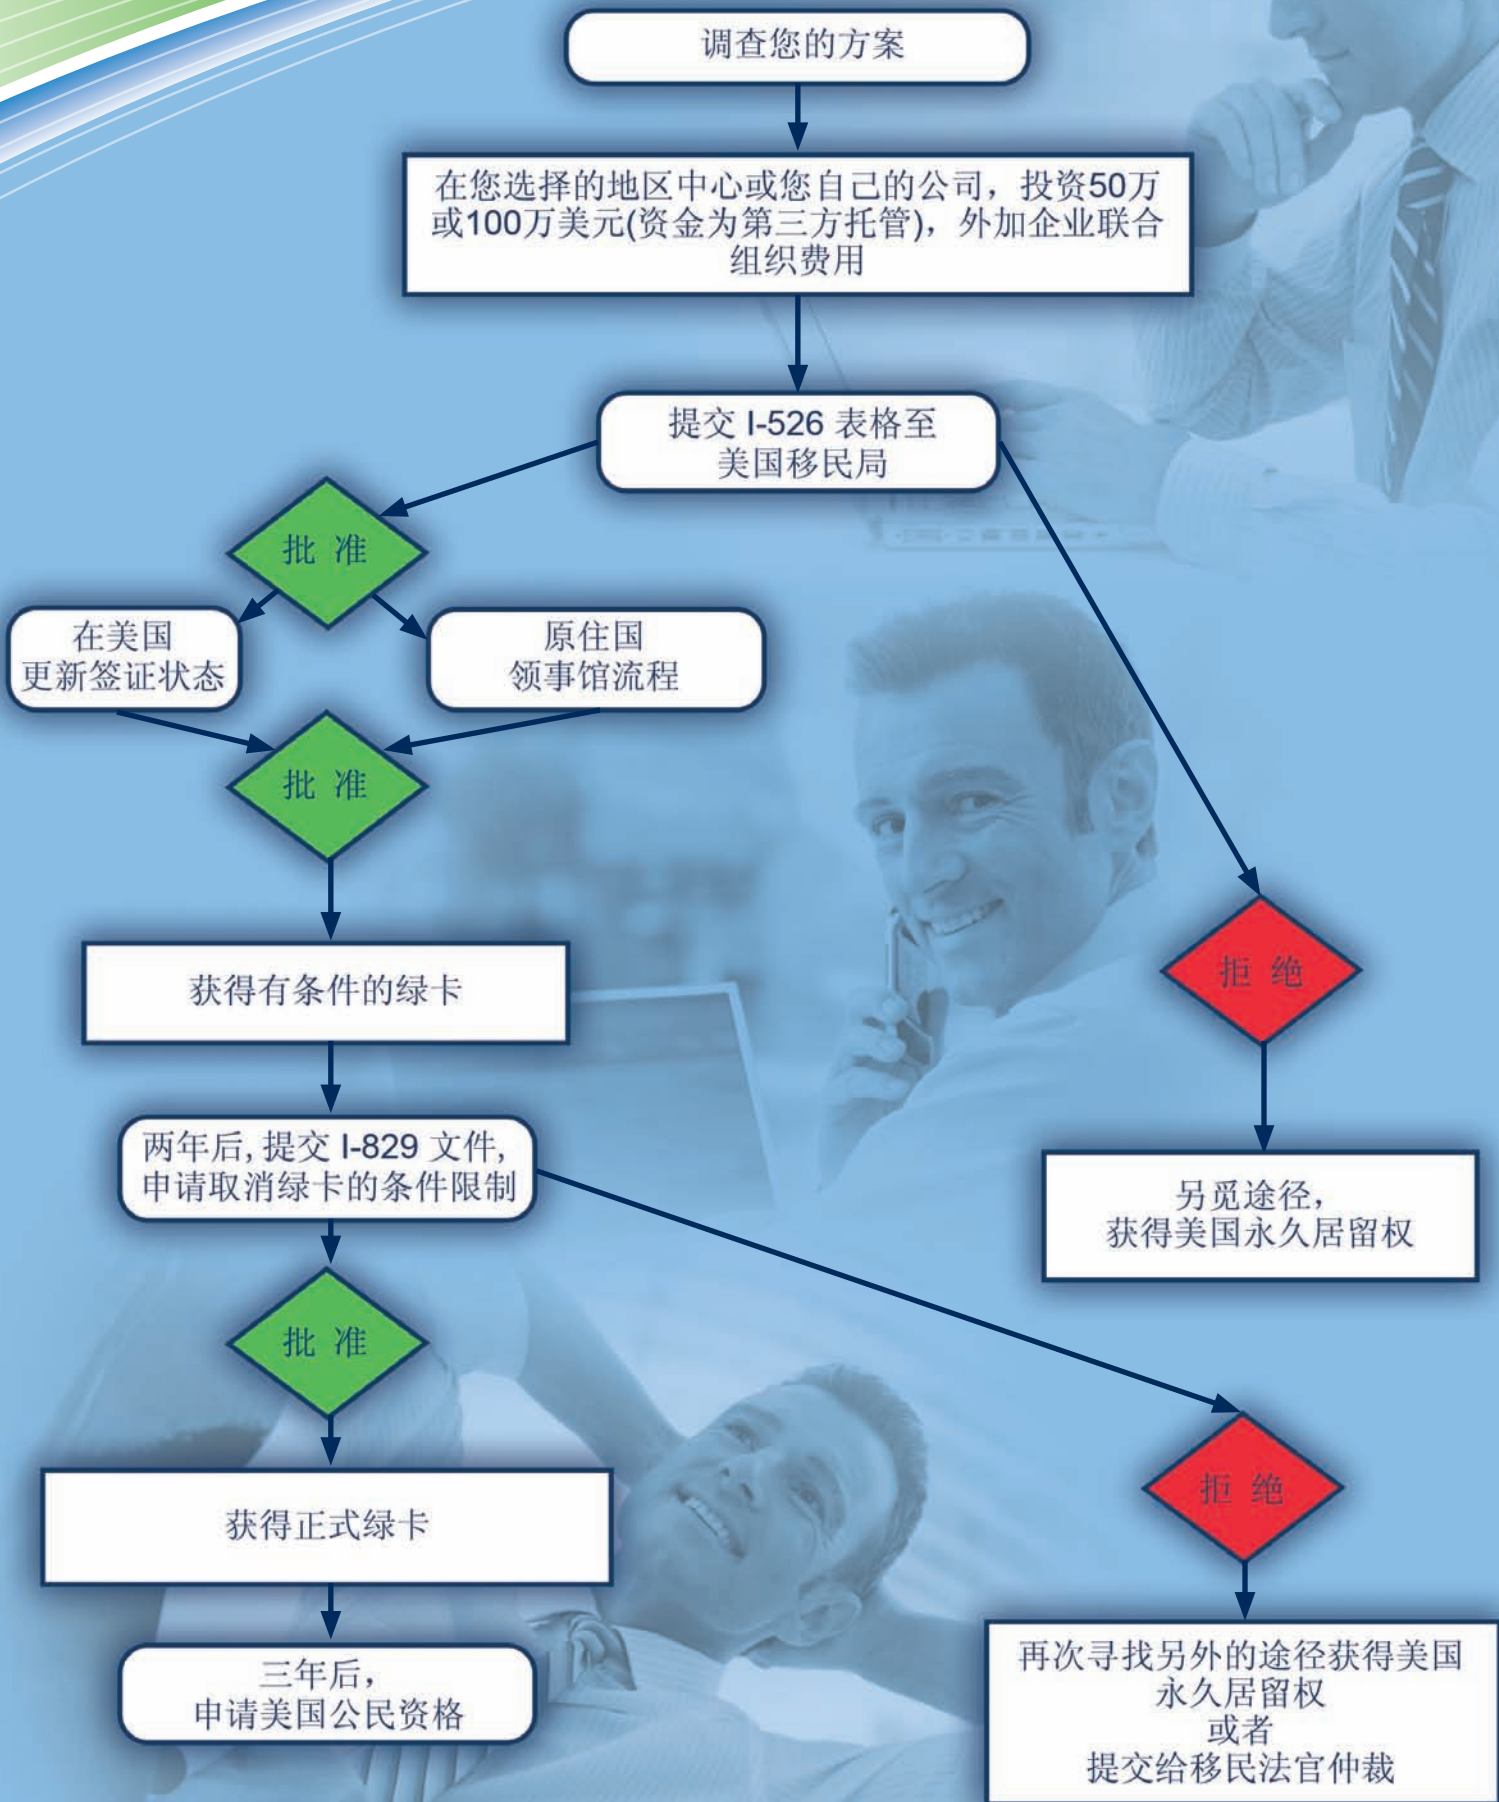 调查您的方案
在您选择的地区中心或您自己的公司，投资50万
或100万美元(资金为第三方托管)，外加企业联合
组织费用
提交 I-526 表格至
美国移民局
批 准
在美国
更新签证状态
原住国
领事馆流程
批 准
获得有条件的绿卡
拒 绝
两年后, 提交 I-829 文件,
申请取消绿卡的条件限制
另觅途径，
获得美国永久居留权
批 准
拒 绝
获得正式绿卡
三年后，
申请美国公民资格
再次寻找另外的途径获得美国
永久居留权
或者
提交给移民法官仲裁